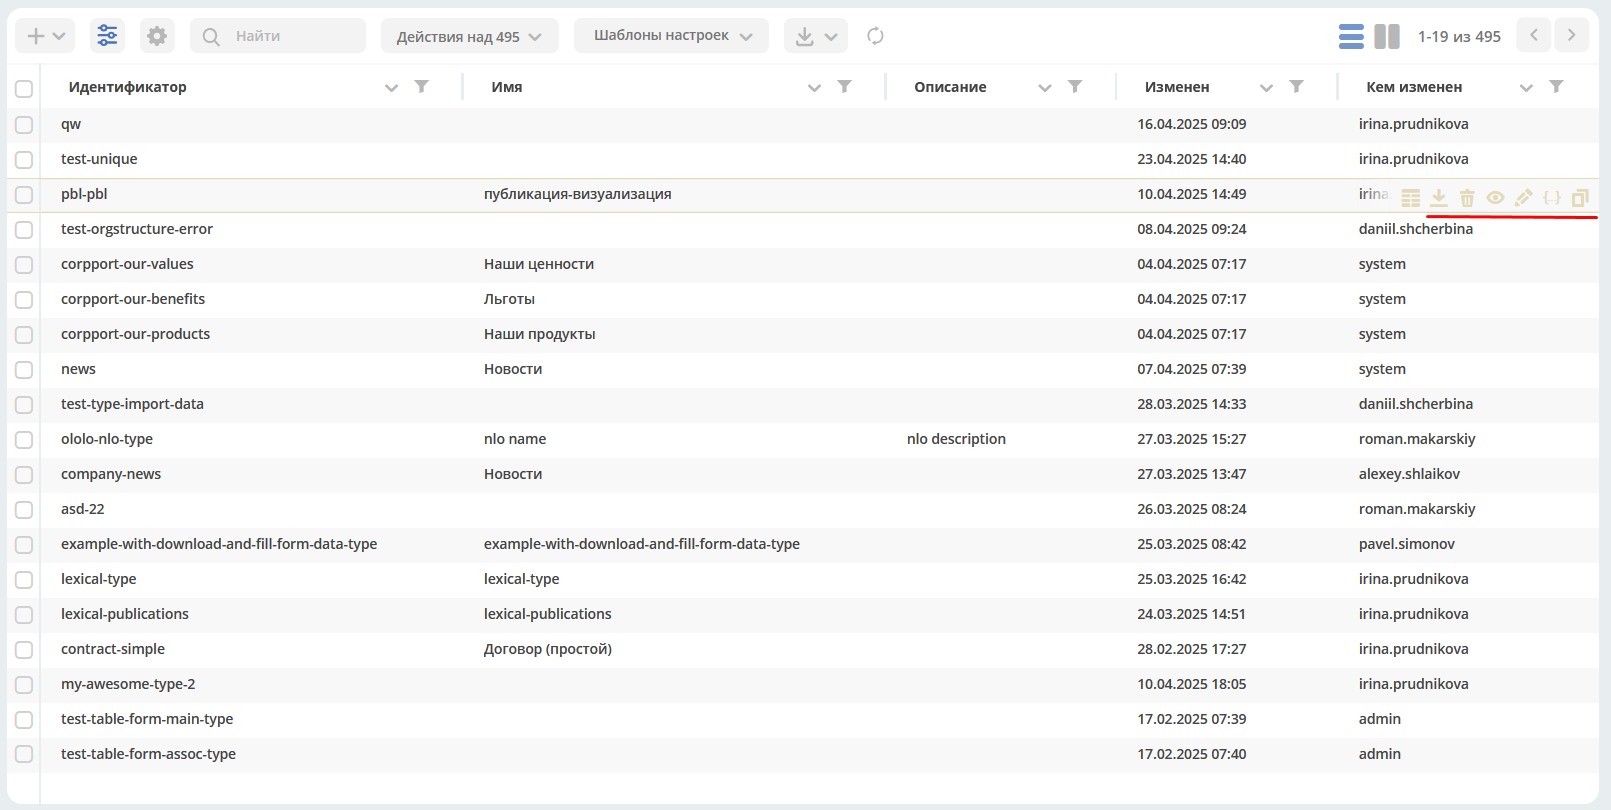 Найти Действия над 495 Шаблоны настроек 1-19 из 495
Идентификатор Имя Описание Изменен Кем изменен
qw 16.04.2025 09:09 irina.prudnikova
test-unique 23.04.2025 14:40 irina.prudnikova
pbl-pbl публикация-визуализация 10.04.2025 14:49 irina.
test-orgstructure-error 08.04.2025 09:24 daniil.shcherbina
corpport-our-values Наши ценности 04.04.2025 07:17 system
corpport-our-benefits Льготы 04.04.2025 07:17 system
corpport-our-products Наши продукты 04.04.2025 07:17 system
news Новости 07.04.2025 07:39 system
test-type-import-data 28.03.2025 14:33 daniil.shcherbina
ololo-nlo-type nlo name nlo description 27.03.2025 15:27 roman.makarskiy
company-news Новости 27.03.2025 13:47 alexey.shlaikov
asd-22 26.03.2025 08:24 roman.makarskiy
example-with-download-and-fill-form-data-type example-with-download-and-fill-form-data-type 25.03.2025 08:42 pavel.simonov
lexical-type lexical-type 25.03.2025 16:42 irina.prudnikova
lexical-publications lexical-publications 24.03.2025 14:51 irina.prudnikova
contract-simple Договор (простой) 28.02.2025 17:27 irina.prudnikova
my-awesome-type-2 10.04.2025 18:05 irina.prudnikova
test-table-form-main-type 17.02.2025 07:39 admin
test-table-form-assoc-type 17.02.2025 07:40 admin